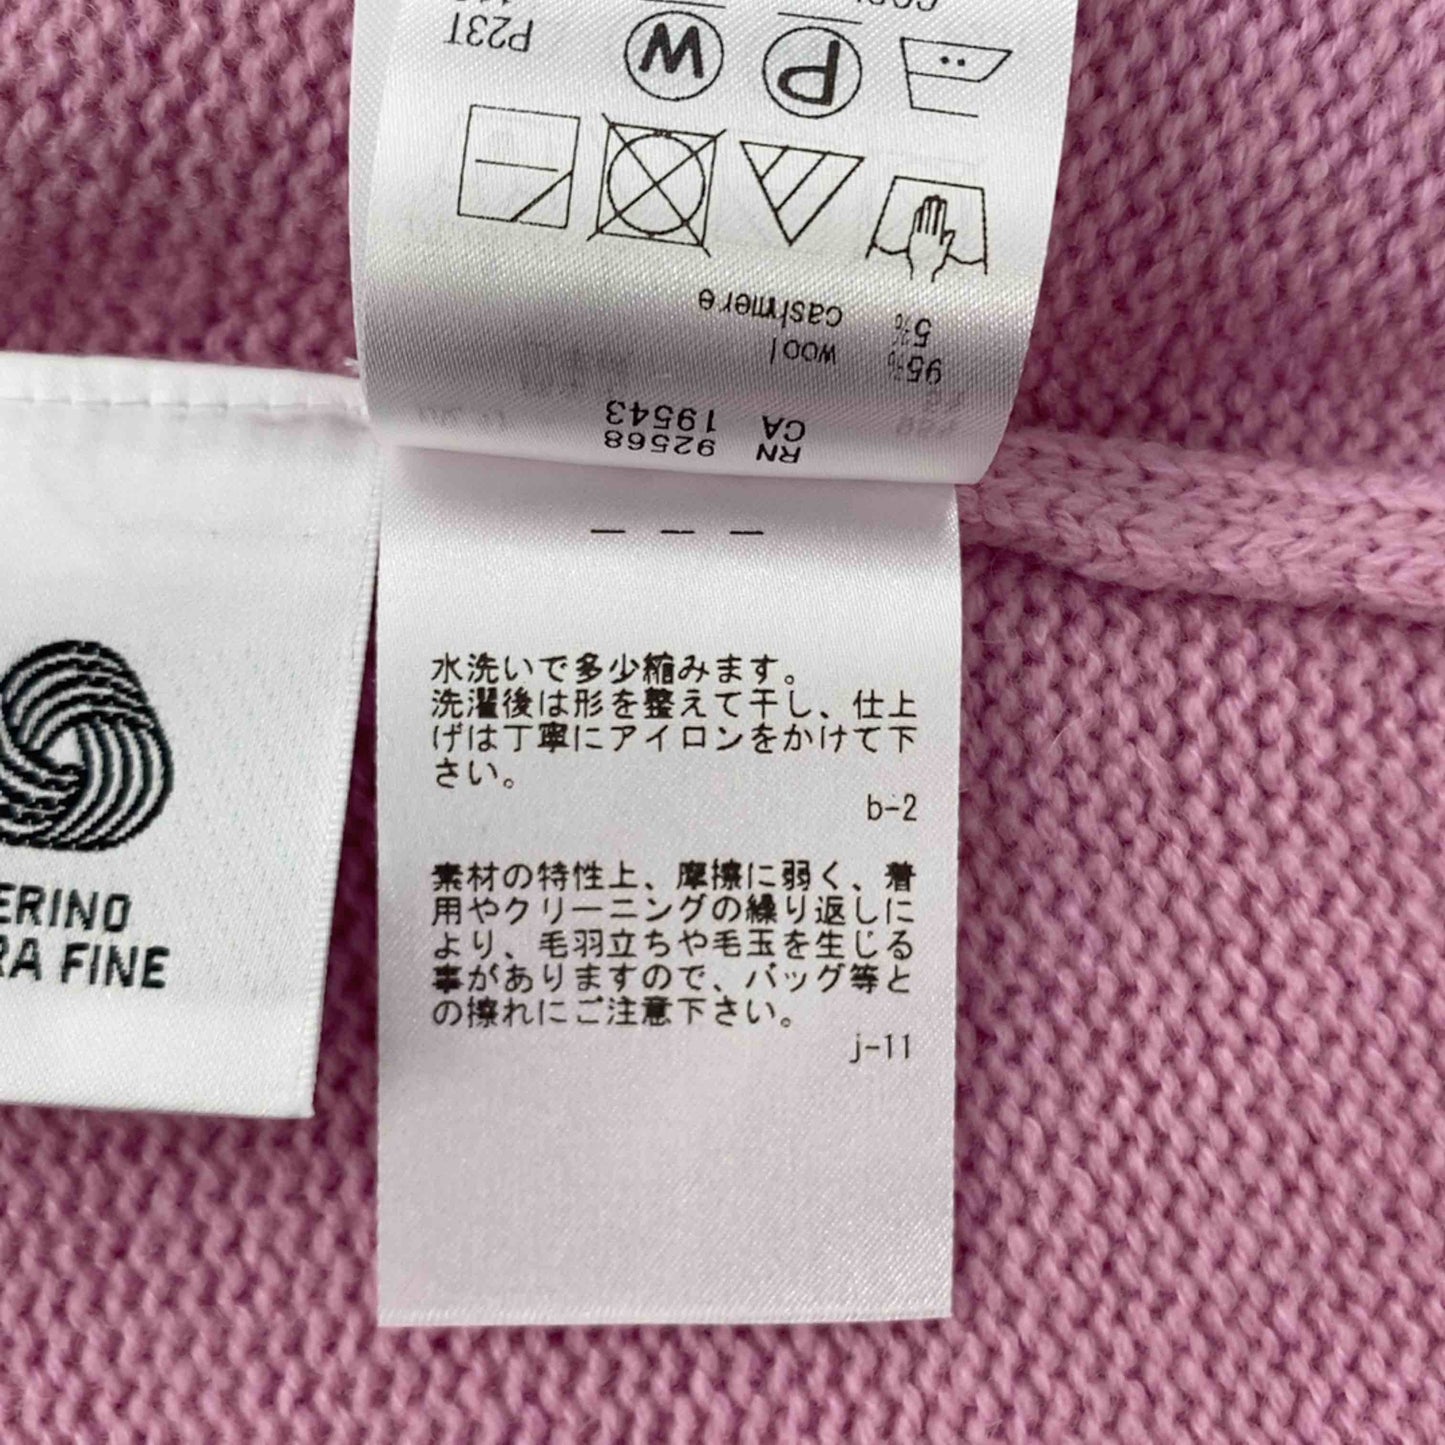 RN 92568
CA 19543
95% wool
5% cashmere
P
W
P23T
水洗いで多少縮みます。
洗濯後は形を整えて干し、仕上
げは丁寧にアイロンをかけて下
さい。
b-2
素材の特性上、摩擦に弱く、着
用やクリーニングの繰り返しに
より、毛羽立ちや毛玉を生じる
事がありますので、バッグ等と
の擦れにご注意下さい。
j-11
ERINO
RA FINE